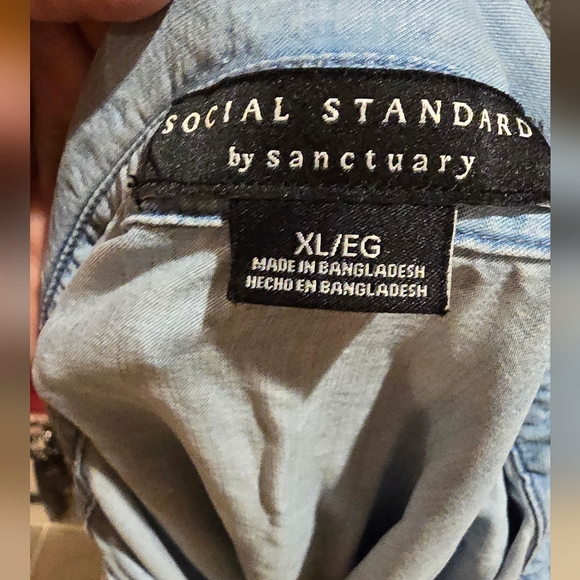 SOCIAL STANDARD
by sanctuary
XL/EG
MADE IN BANGLADESH
HECHO EN BANGLADESH